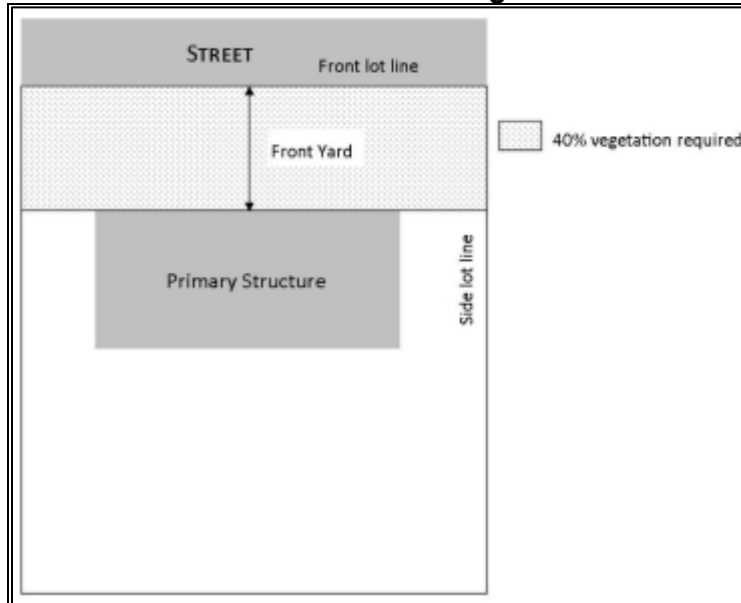 STREET
Front lot line
Front Yard
40% vegetation required
Primary Structure
Side lot line